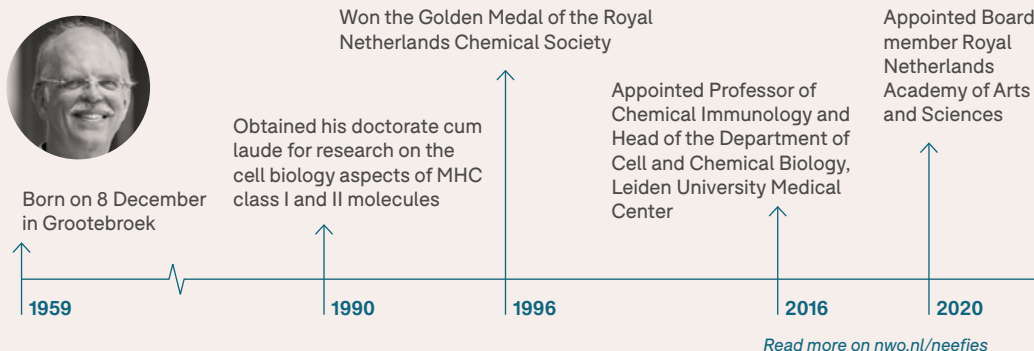 Won the Golden Medal of the Royal
Netherlands Chemical Society
Appointed Board
member Royal
Netherlands
Academy of Arts
and Sciences
Appointed Professor of
Chemical Immunology and
Head of the Department of
Cell and Chemical Biology,
Leiden University Medical
Center
Obtained his doctorate cum
laude for research on the
cell biology aspects of MHC
class I and II molecules
Born on 8 December
in Grootebroek
1959
1990
1996
2016
2020
Read more on nwo.nl/neefjes